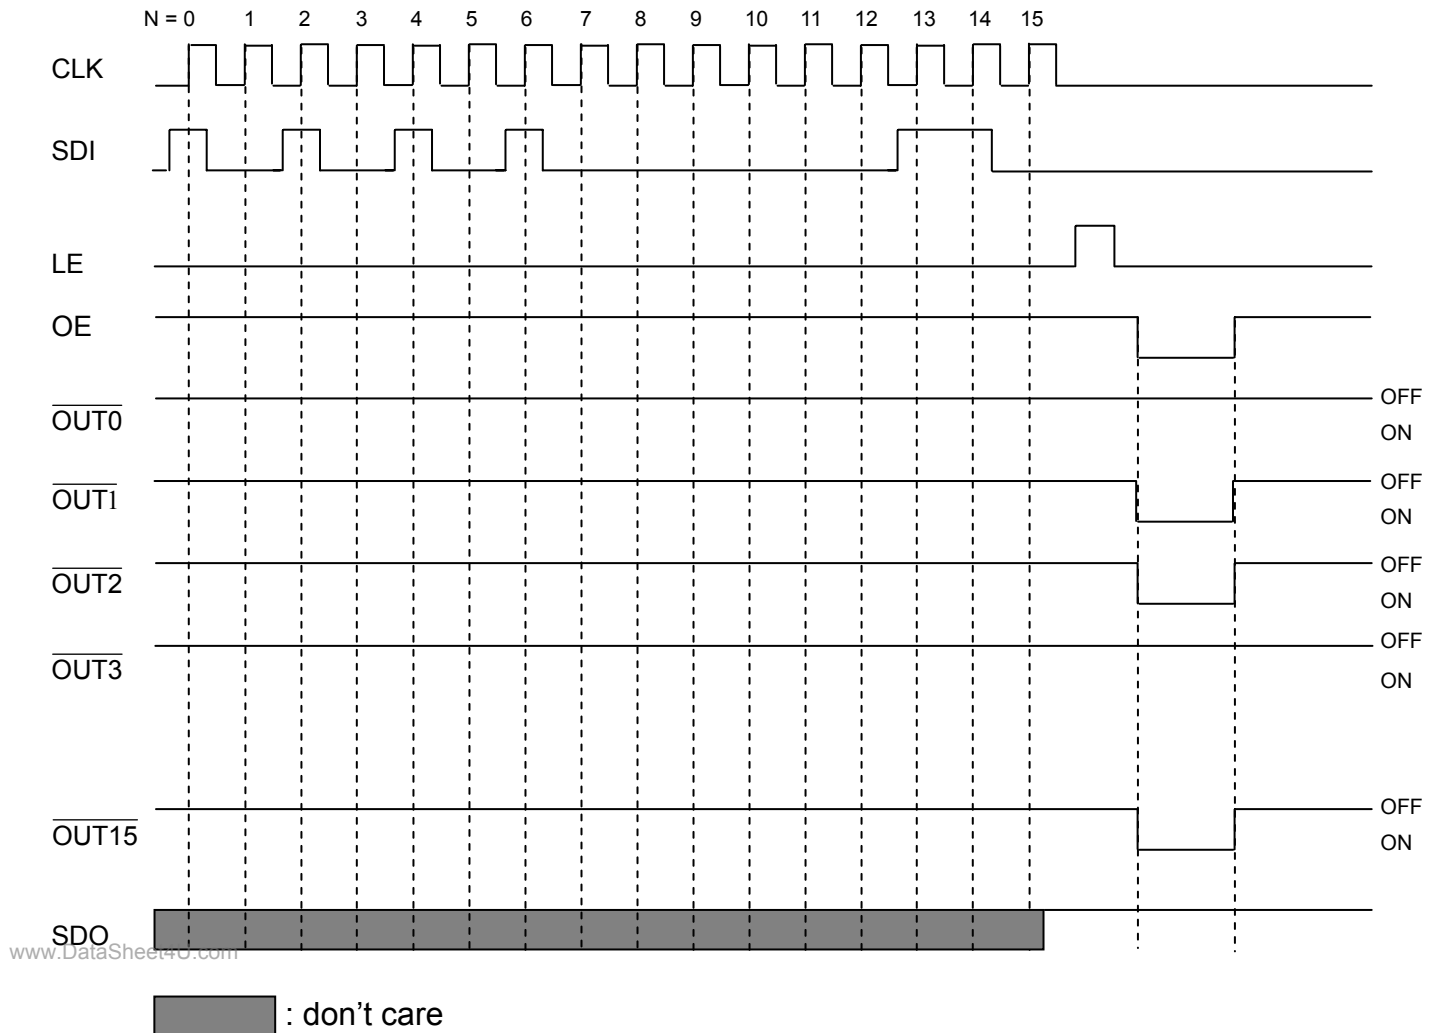 N = 0 1 2 3 4 5 6 7 8 9 10 11 12 13 14 15
CLK
SDI
LE
OE
OUT0
OFF
ON
OUT1
OFF
ON
OUT2
OFF
ON
OUT3
OFF
ON
OUT15
OFF
ON
SDO
www.DataSheet4U.com
: don't care